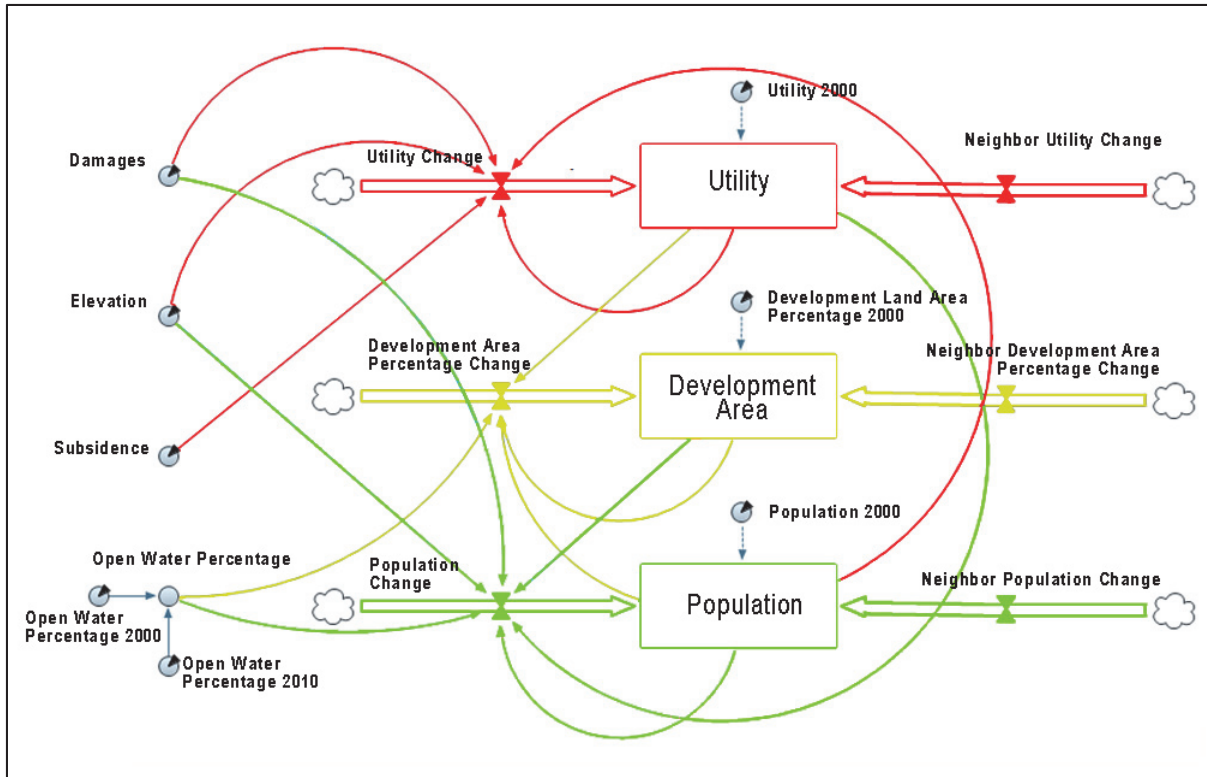 Utility 2000
Damages
Utility Change
Neighbor Utility Change
Utility
Elevation
Development Land Area
Percentage 2000
Development Area
Percentage Change
Neighbor Development Area
Percentage Change
Development
Area
Subsidence
Population 2000
Open Water Percentage
Population
Change
Neighbor Population Change
Population
Open Water
Percentage 2000
Open Water
Percentage 2010